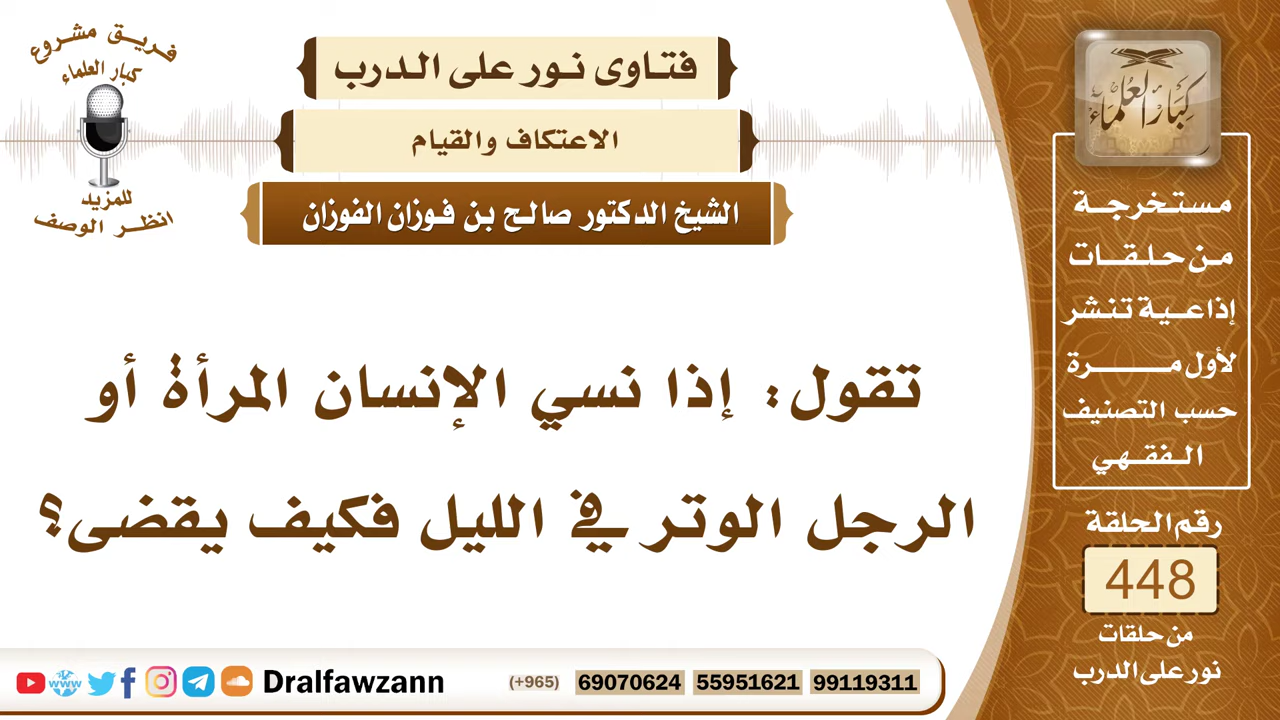 فريق مشروع
كبار العلماء
للمزيد
انظر الوصف
فتاوى نور على الدرب
الاعتكاف والقيام
الشيخ الدكتور صالح بن فوزان الفوزان
تقول: إذا نسي الإنسان المرأة أو
الرجل الوتر في الليل فكيف يقضى؟
كبار العلماء
مستخرجة
من حلقات
إذاعية تنشر
لأول مرة
حسب التصنيف
الفقهي
رقم الحلقة
448
من حلقات
نور على الدرب
www Dralfawzann (+965) 69070624 55951621 99119311